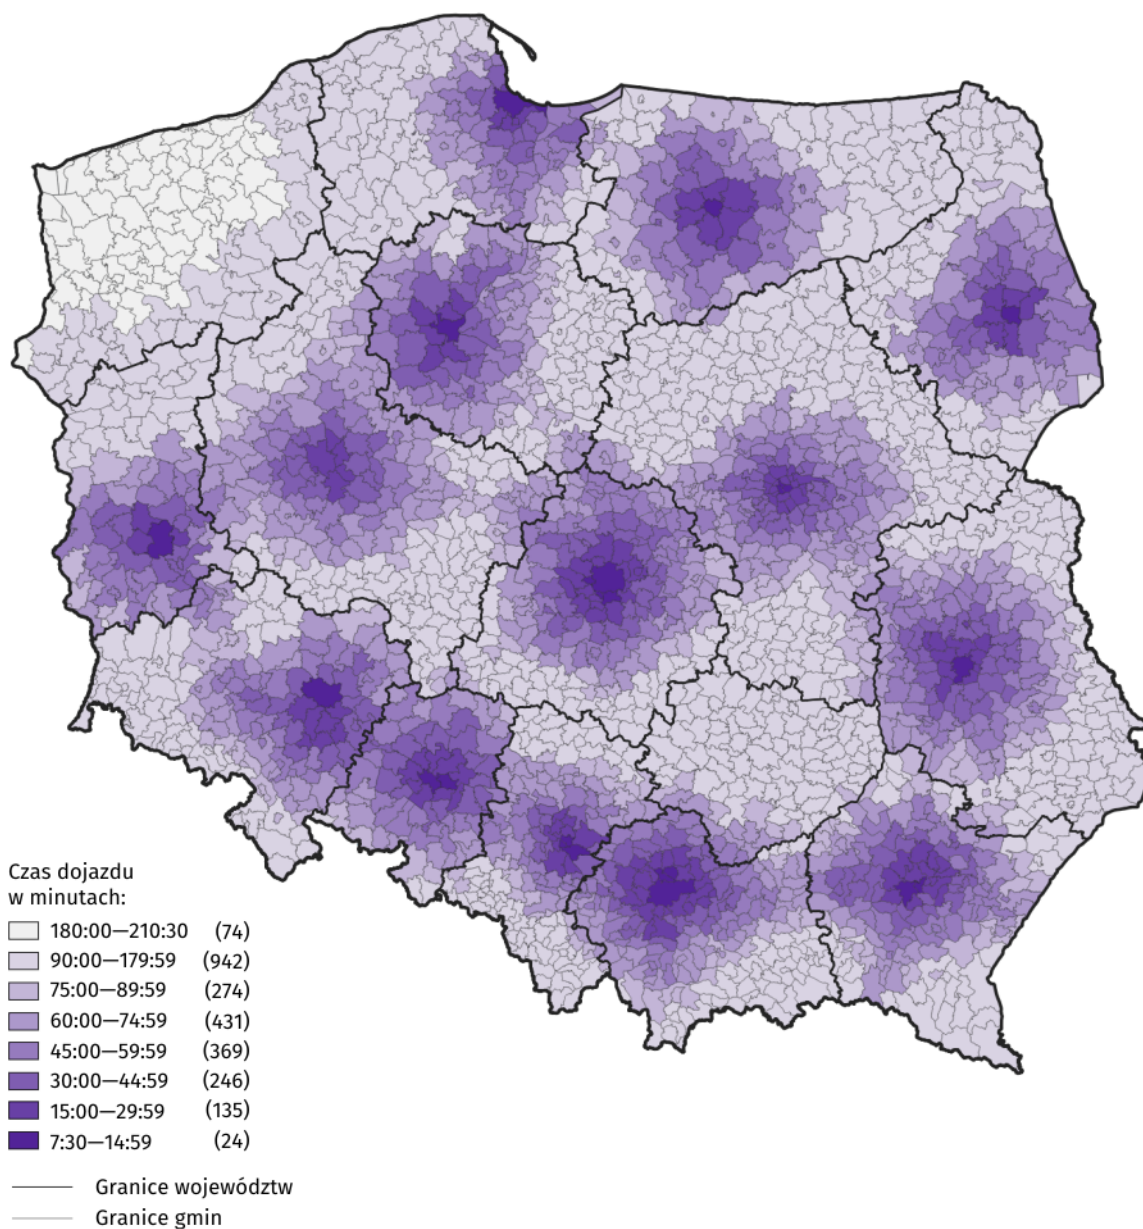 Czas dojazdu
w minutach:
180:00—210:30 (74)
90:00—179:59 (942)
75:00—89:59 (274)
60:00—74:59 (431)
45:00—59:59 (369)
30:00—44:59 (246)
15:00—29:59 (135)
7:30—14:59 (24)
Granice województw
Granice gmin